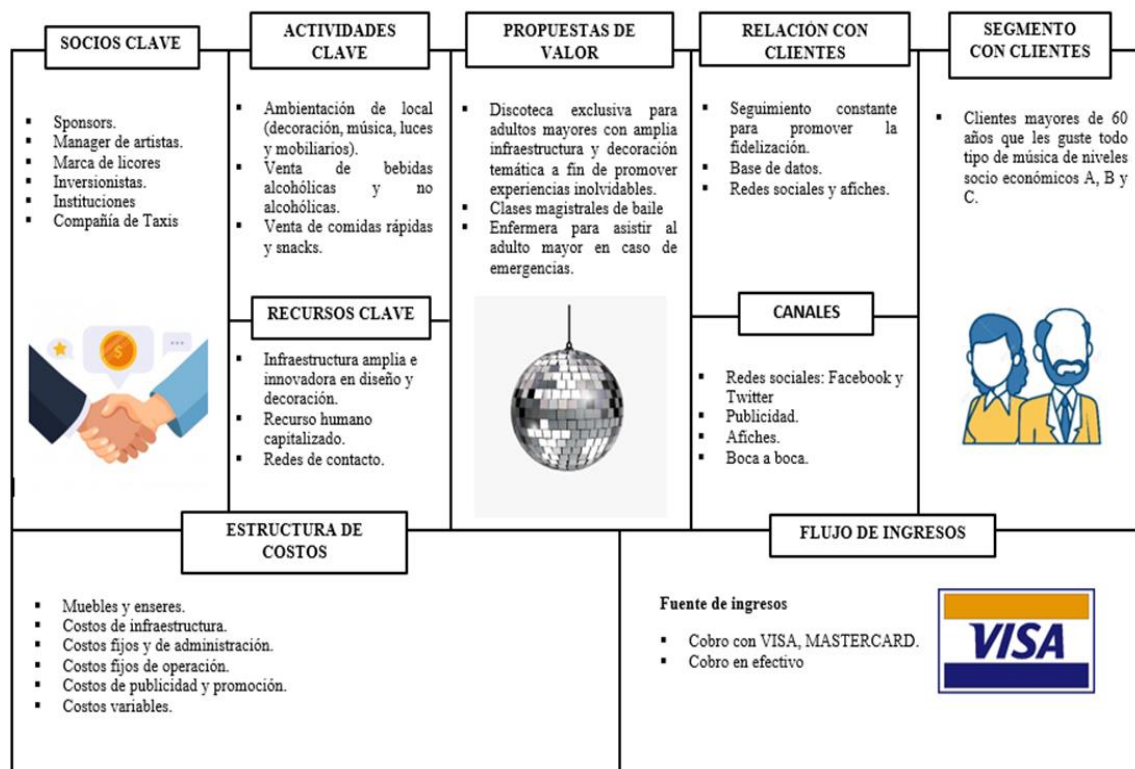 SOCIOS CLAVE
▪ Sponsors.
▪ Manager de artistas.
▪ Marca de licores
▪ Inversionistas.
▪ Instituciones
▪ Compañía de Taxis
ACTIVIDADES
CLAVE
▪ Ambientación de local
(decoración, música, luces
y mobiliarios).
▪ Venta de bebidas
alcohólicas y no
alcohólicas.
▪ Venta de comidas rápidas
y snacks.
RECURSOS CLAVE
▪ Infraestructura amplia e
innovadora en diseño y
decoración.
▪ Recurso humano
capitalizado.
▪ Redes de contacto.
PROPUESTAS DE
VALOR
▪ Discoteca exclusiva para
adultos mayores con amplia
infraestructura y decoración
temática a fin de promover
experiencias inolvidables.
▪ Clases magistrales de baile
▪ Enfermera para asistir al
adulto mayor en caso de
emergencias.
RELACIÓN CON
CLIENTES
▪ Seguimiento constante
para promover la
fidelización.
▪ Base de datos.
▪ Redes sociales y afiches.
CANALES
▪ Redes sociales: Facebook y
Twitter
▪ Publicidad.
▪ Afiches.
▪ Boca a boca.
SEGMENTO
CON CLIENTES
▪ Clientes mayores de 60
años que les guste todo
tipo de música de niveles
socio económicos A, B y
C.
ESTRUCTURA DE
COSTOS
▪ Muebles y enseres.
▪ Costos de infraestructura.
▪ Costos fijos y de administración.
▪ Costos fijos de operación.
▪ Costos de publicidad y promoción.
▪ Costos variables.
FLUJO DE INGRESOS
Fuente de ingresos
▪ Cobro con VISA, MASTERCARD.
▪ Cobro en efectivo
VISA